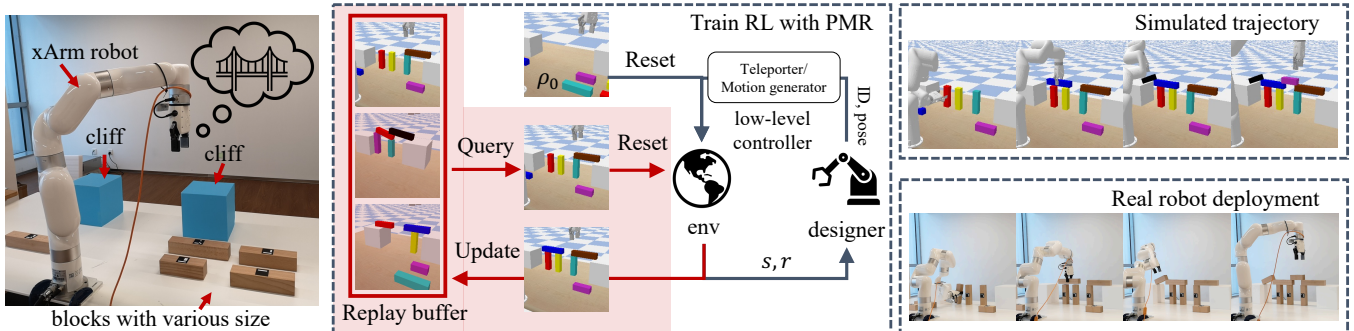 xArm robot
cliff
cliff
blocks with various size
Train RL with PMR
ρ₀
Reset
Teleporter/
Motion generator
low-level
controller
ID, pose
Query
Reset
env
designer
Update
s, r
Replay buffer
Simulated trajectory
Real robot deployment